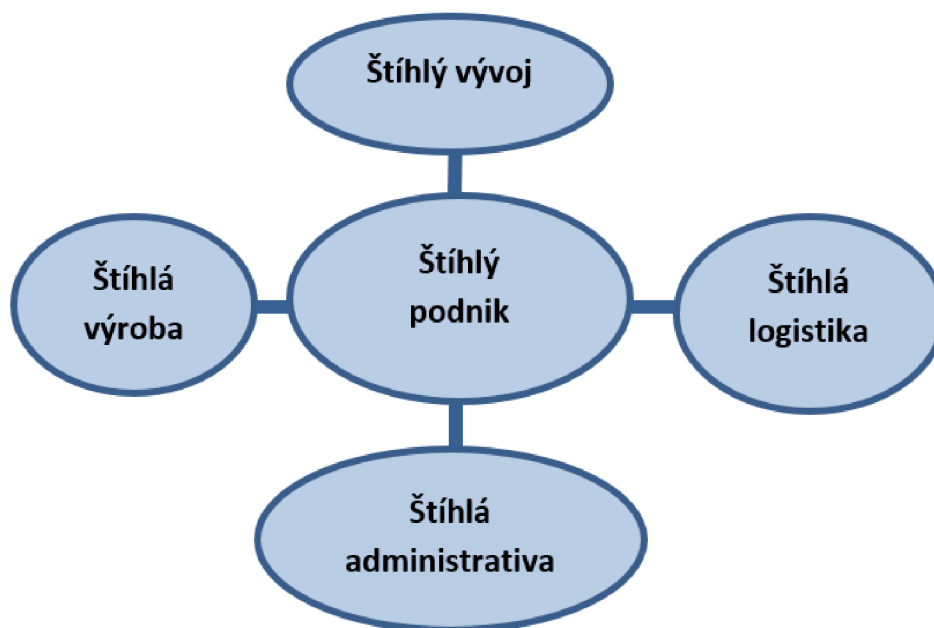 Štíhlý vývoj
Štíhlá
výroba
Štíhlý
podnik
Štíhlá
logistika
Štíhlá
administrativa